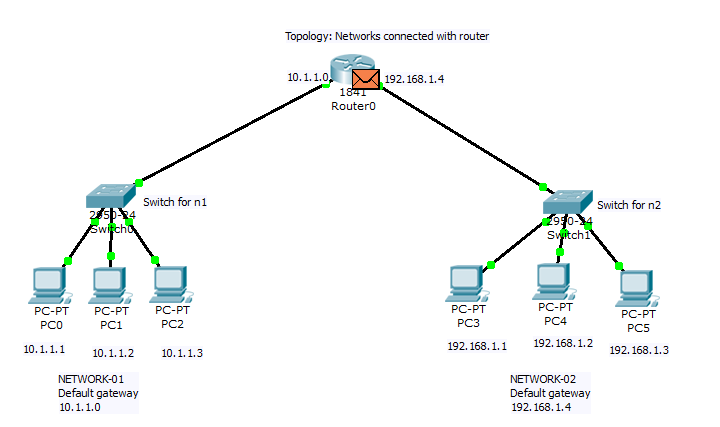 Topology: Networks connected with router
10.1.1.0
192.168.1.4
1841
Router0
2950-24
Switch0
Switch for n1
2950-24
Switch1
Switch for n2
PC-PT
PC0
PC-PT
PC1
PC-PT
PC2
PC-PT
PC3
PC-PT
PC4
PC-PT
PC5
10.1.1.1
10.1.1.2
10.1.1.3
192.168.1.1
192.168.1.2
192.168.1.3
NETWORK-01
Default gateway
10.1.1.0
NETWORK-02
Default gateway
192.168.1.4